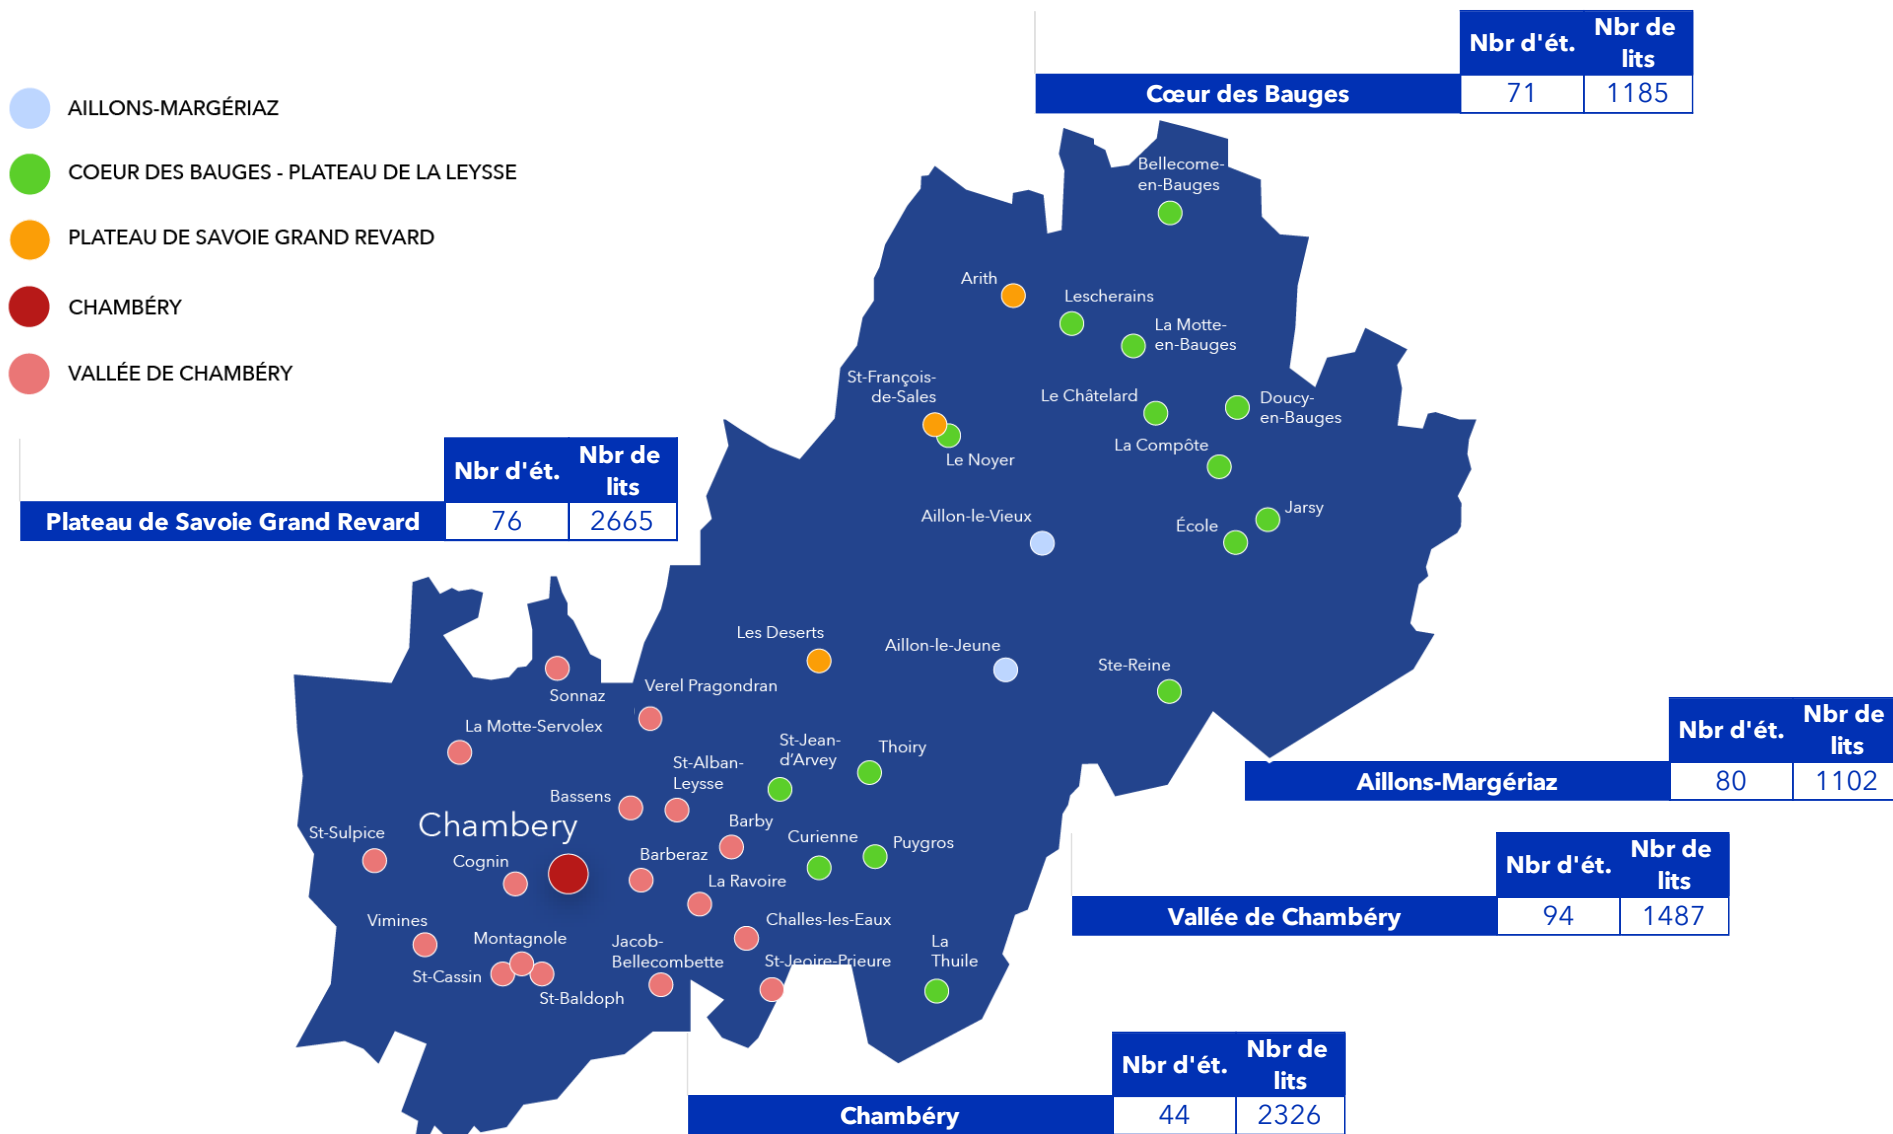 Nbr d'ét.
Nbr de
lits
Cœur des Bauges
71
1185
AILLONS-MARGÉRIAZ
COEUR DES BAUGES - PLATEAU DE LA LEYSSE
PLATEAU DE SAVOIE GRAND REVARD
CHAMBÉRY
VALLÉE DE CHAMBÉRY
Nbr d'ét.
Nbr de
lits
Plateau de Savoie Grand Revard
76
2665
Bellecome-
en-Bauges
Arith
Lescherains
La Motte-
en-Bauges
St-François-
de-Sales
Le Châtelard
Doucy-
en-Bauges
La Compôte
Le Noyer
Jarsy
Aillon-le-Vieux
École
Les Deserts
Aillon-le-Jeune
Ste-Reine
Sonnaz
Verel Pragondran
La Motte-Servolex
St-Jean-
d’Arvey
Thoiry
St-Alban-
Leysse
Bassens
Chambery
Barby
St-Sulpice
Curienne
Puygros
Cognin
Barberaz
La Ravoire
Vimines
Challes-les-Eaux
Montagnole
Jacob-
Bellecombette
La
Thuile
St-Jeoire-Prieure
St-Cassin
St-Baldoph
Nbr d'ét.
Nbr de
lits
Aillons-Margériaz
80
1102
Nbr d'ét.
Nbr de
lits
Vallée de Chambéry
94
1487
Nbr d'ét.
Nbr de
lits
Chambéry
44
2326